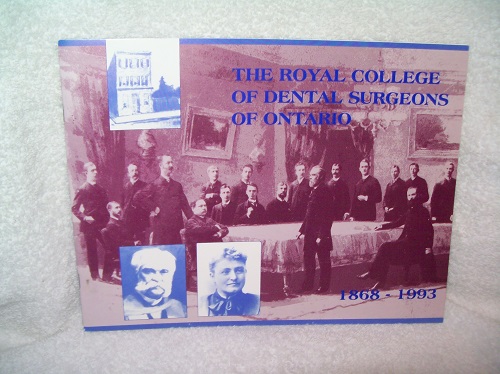 THE ROYAL COLLEGE
OF DENTAL SURGEONS
OF ONTARIO
1868 - 1993